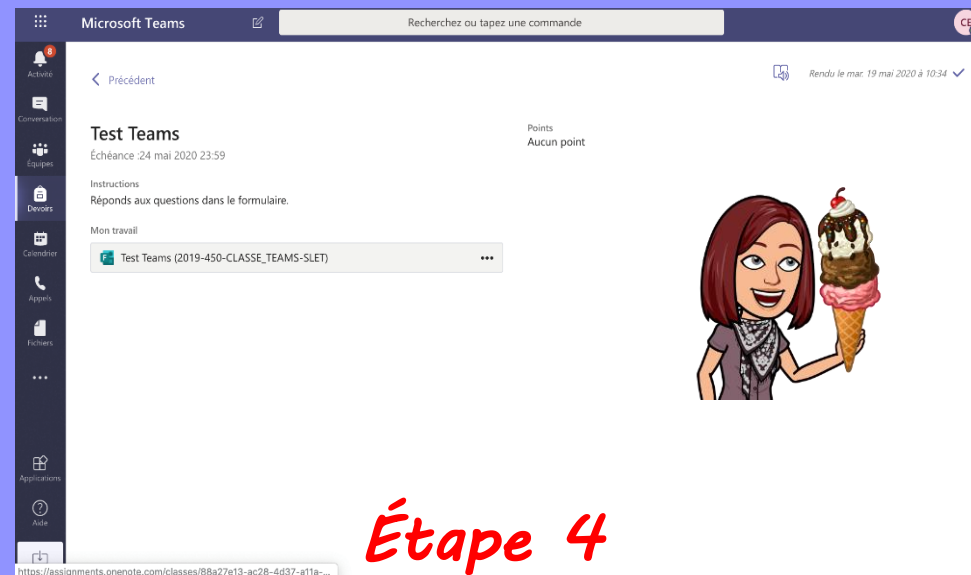 Microsoft Teams
Recherchez ou tapez une commande
CE
8
Activité
Conversation
Équipes
Devoirs
Calendrier
Appels
Fichiers
Applications
Aide
Précédent
Rendu le mar. 19 mai 2020 à 10:34
Test Teams
Échéance :24 mai 2020 23:59
Points
Aucun point
Instructions
Réponds aux questions dans le formulaire.
Mon travail
Test Teams (2019-450-CLASSE_TEAMS-SLET)
Étape 4
https://assignments.onenote.com/classes/88a27e13-ac28-4d37-a11a-...